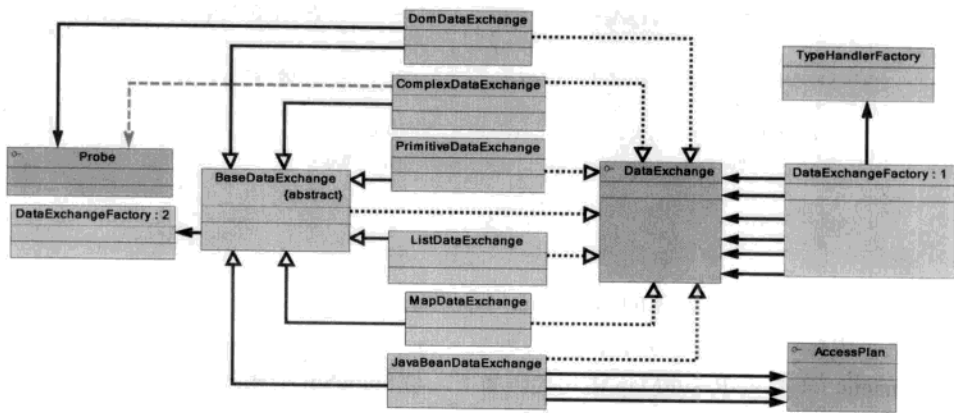 DomDataExchange
TypeHandlerFactory
ComplexDataExchange
PrimitiveDataExchange
Probe
BaseDataExchange
{abstract}
DataExchange
DataExchangeFactory : 1
DataExchangeFactory : 2
ListDataExchange
MapDataExchange
JavaBeanDataExchange
AccessPlan